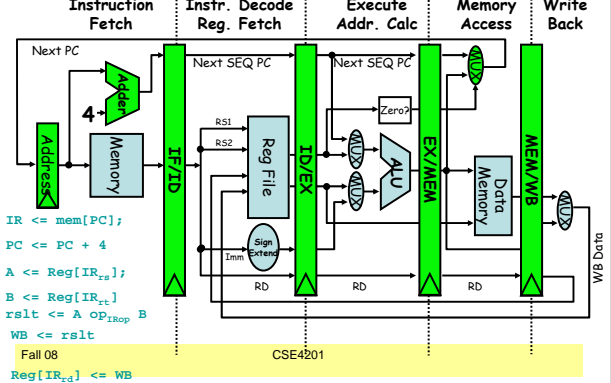 Instruction Fetch
Instr. Decode Reg. Fetch
Execute Addr. Calc
Memory Access
Write Back
Next PC
Next SEQ PC
Next SEQ PC
MUX
Adder
4
Zero?
RS1
RS2
Address
Memory
IF/ID
Reg File
ID/EX
MUX
MUX
ALU
EX/MEM
Data Memory
MEM/WB
MUX
WB Data
Sign Extend
Imm
RD
RD
RD
IR <= mem[PC];
PC <= PC + 4
A <= Reg[IRrs];
B <= Reg[IRrt]
rslt <= A opIRop B
WB <= rslt
Fall 08
CSE4201
Reg[IRrd] <= WB